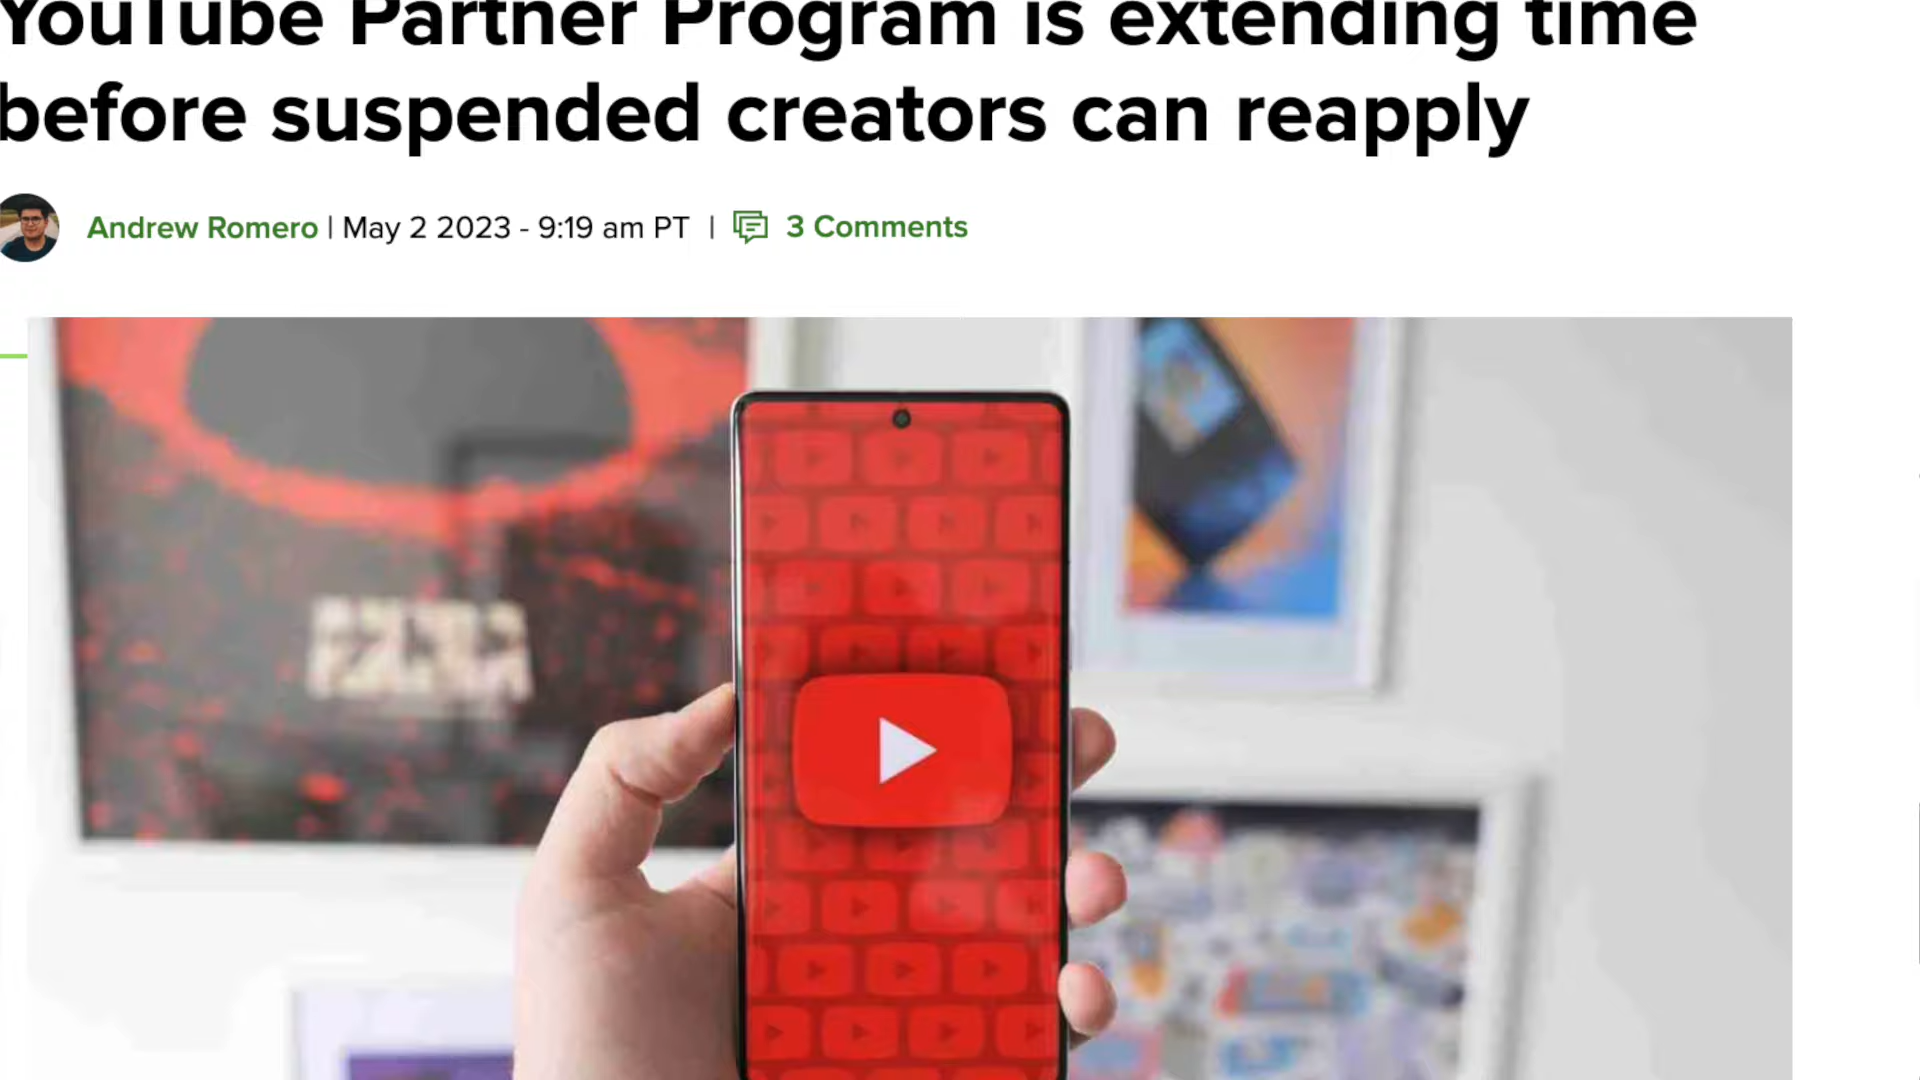 YouTube Partner Program is extending time
before suspended creators can reapply
Andrew Romero | May 2 2023 - 9:19 am PT | 3 Comments